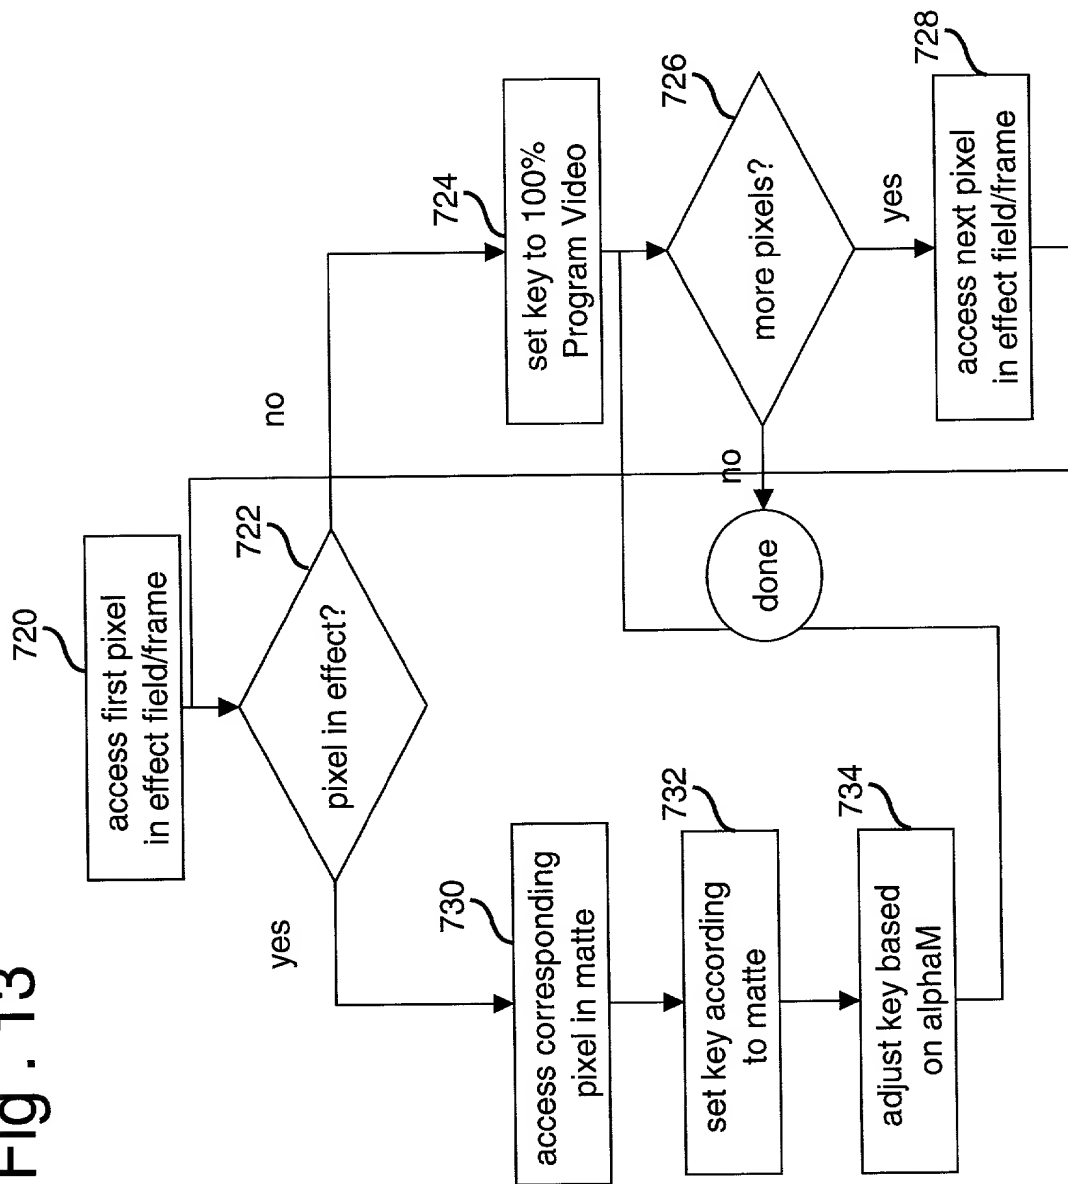 Fig . 13
720
access first pixel
in effect field/frame
722
pixel in effect?
yes
no
730
access corresponding
pixel in matte
732
set key according
to matte
734
adjust key based
on alphaM
724
set key to 100%
Program Video
726
more pixels?
no
done
yes
728
access next pixel
in effect field/frame